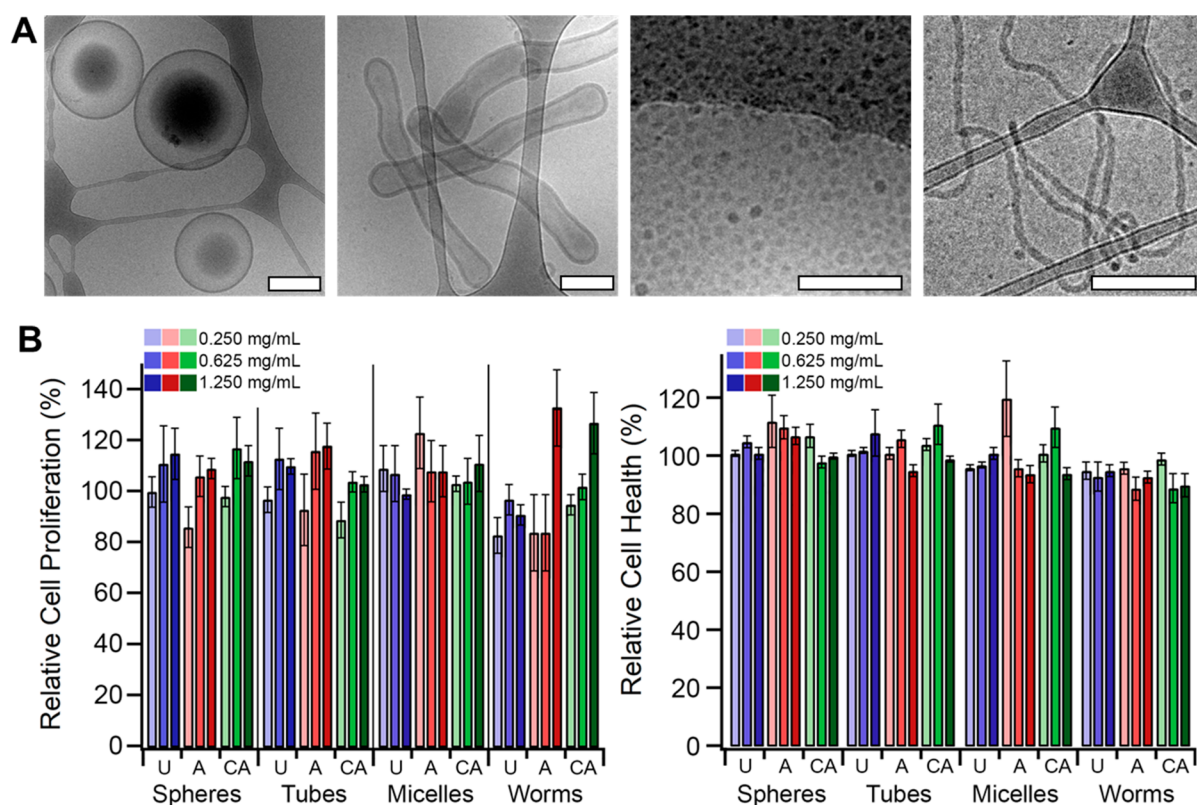 A
B
0.250 mg/mL
0.625 mg/mL
1.250 mg/mL
Relative Cell Proliferation (%)
140
120
100
80
60
40
20
0
U A CA U A CA U A CA U A CA
Spheres Tubes Micelles Worms
0.250 mg/mL
0.625 mg/mL
1.250 mg/mL
Relative Cell Health (%)
120
100
80
60
40
20
0
U A CA U A CA U A CA U A CA
Spheres Tubes Micelles Worms